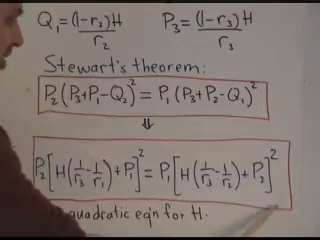 Q₁ = (1-r₂)H / r₂   P₃ = (1-r₃)H / r₃
Stewart's theorem:
P₂(P₃+P₁-Q₂)² = P₁(P₃+P₂-Q₁)²
⇓
P₂[H(1/r₃ - 1/r₁)+P₁]² = P₁[H(1/r₃ - 1/r₂)+P₂]²
quadratic eqn for H.